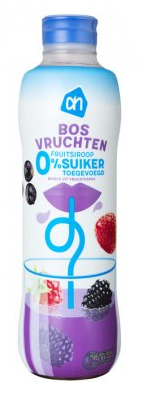 ah
BOS
VRUCHTEN
FRUITSIROOP
0% SUIKER
TOEGEVOEGD